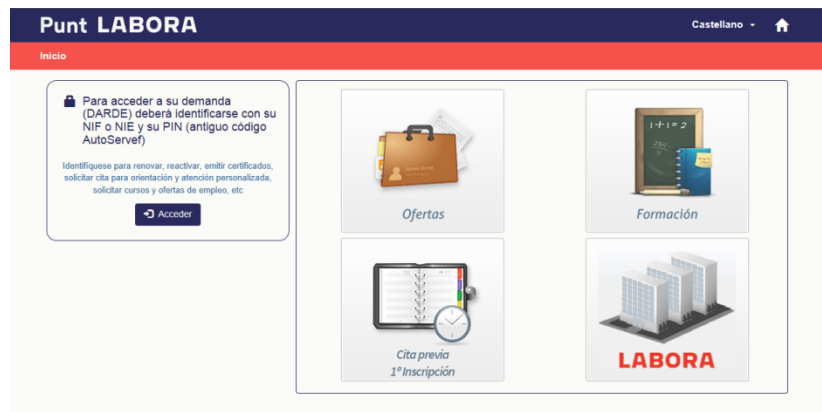 Punt LABORA
Castellano
Inicio
Para acceder a su demanda
(DARDE) deberá identificarse con su
NIF o NIE y su PIN (antiguo código
AutoServef)
Identifíquese para renovar, reactivar, emitir certificados,
solicitar cita para orientación y atención personalizada,
solicitar cursos y ofertas de empleo, etc
Acceder
Ofertas
1+1=2
Formación
Cita previa
1ª Inscripción
LABORA